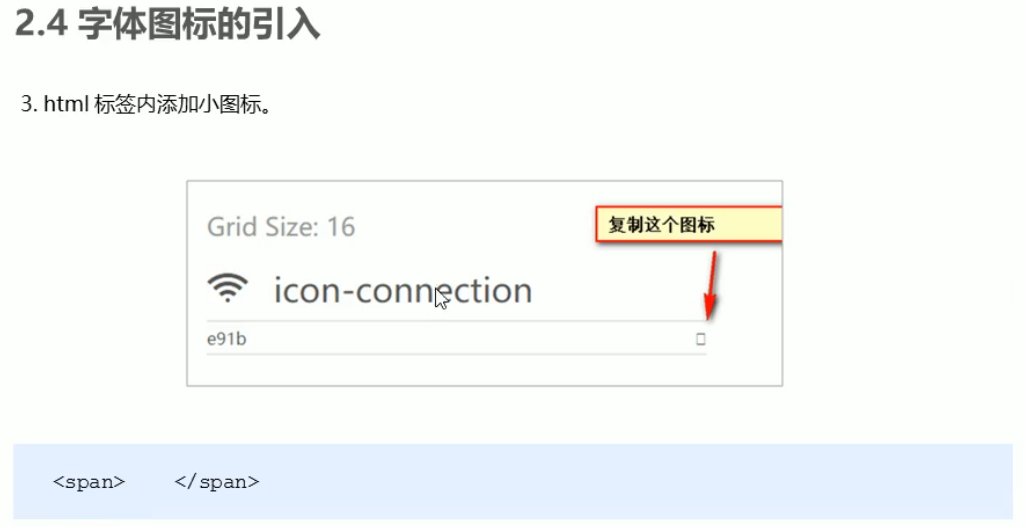 2.4 字体图标的引入
3. html 标签内添加小图标。
Grid Size: 16
复制这个图标
icon-connection
e91b
<span>    </span>